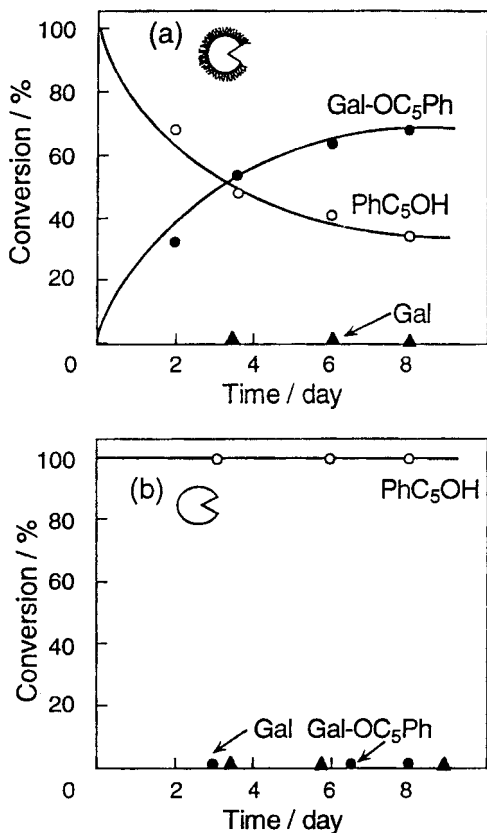 (a)
100
80
60
40
20
0
Conversion / %
Gal-OC₅Ph
PhC₅OH
Gal
2 4 6 8
Time / day
(b)
100
80
60
40
20
0
Conversion / %
PhC₅OH
Gal Gal-OC₅Ph
2 4 6 8
Time / day